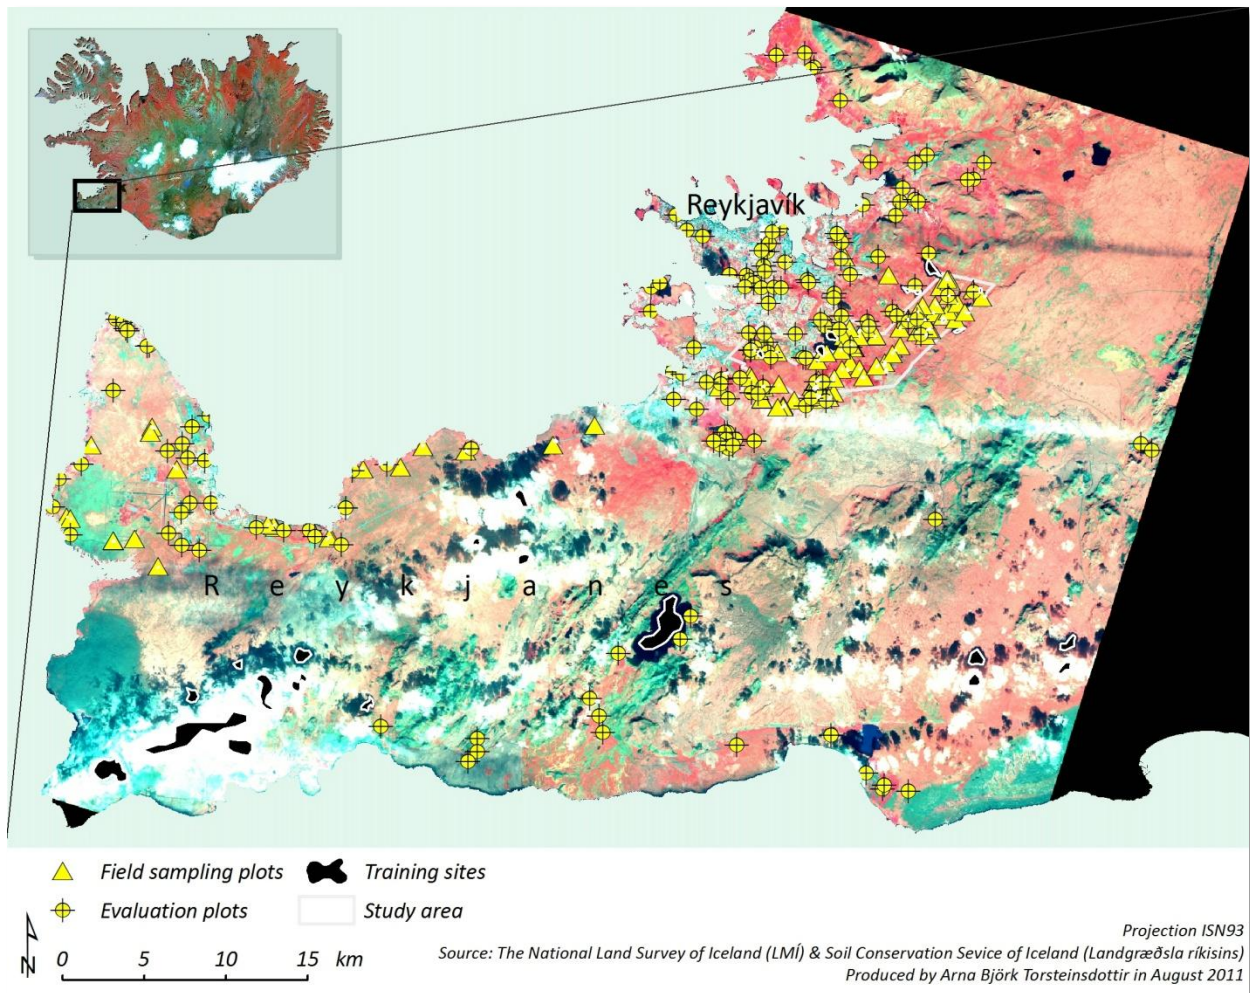 Reykjavík
R e y k j a n e s
Field sampling plots
Training sites
Evaluation plots
Study area
N
0 5 10 15 km
Projection ISN93
Source: The National Land Survey of Iceland (LMÍ) & Soil Conservation Sevice of Iceland (Landgræðsla ríkisins)
Produced by Arna Björk Torsteinsdottir in August 2011